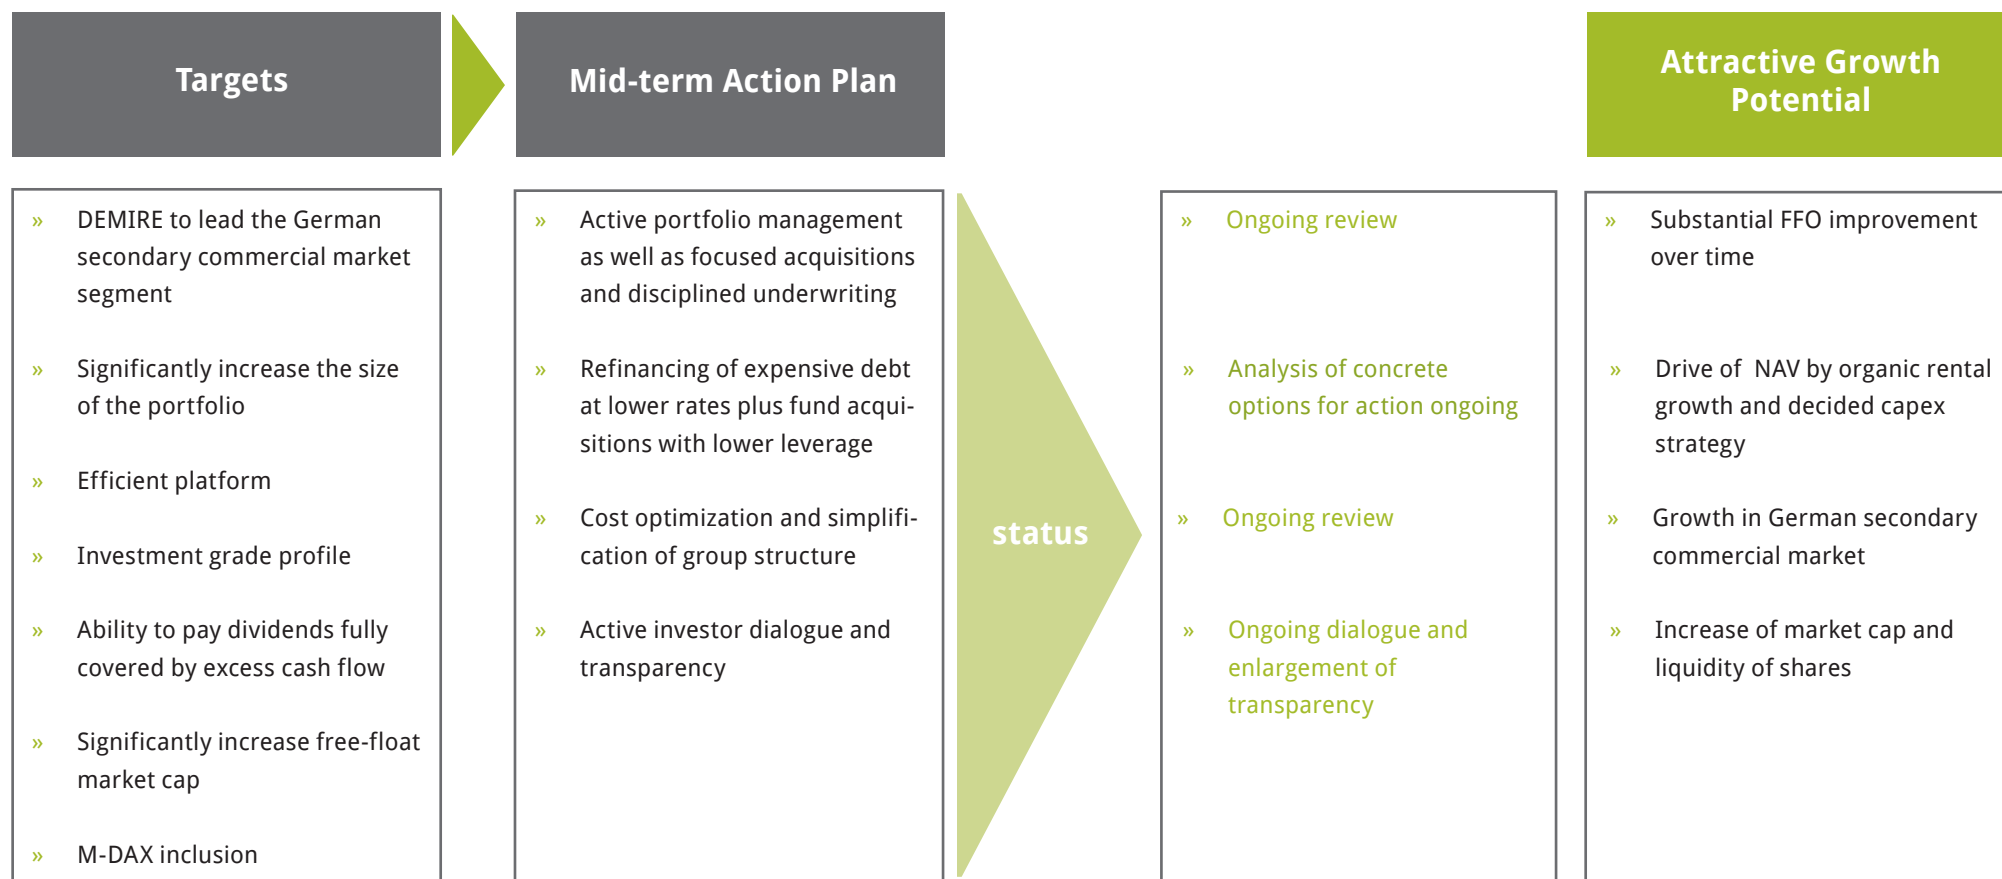 Targets
Mid-term Action Plan
Attractive Growth
Potential
» DEMIRE to lead the German
secondary commercial market
segment
» Significantly increase the size
of the portfolio
» Efficient platform
» Investment grade profile
» Ability to pay dividends fully
covered by excess cash flow
» Significantly increase free-float
market cap
» M-DAX inclusion
» Active portfolio management
as well as focused acquisitions
and disciplined underwriting
» Refinancing of expensive debt
at lower rates plus fund acqui-
sitions with lower leverage
» Cost optimization and simplifi-
cation of group structure
» Active investor dialogue and
transparency
status
» Ongoing review
» Analysis of concrete
options for action ongoing
» Ongoing review
» Ongoing dialogue and
enlargement of
transparency
» Substantial FFO improvement
over time
» Drive of NAV by organic rental
growth and decided capex
strategy
» Growth in German secondary
commercial market
» Increase of market cap and
liquidity of shares